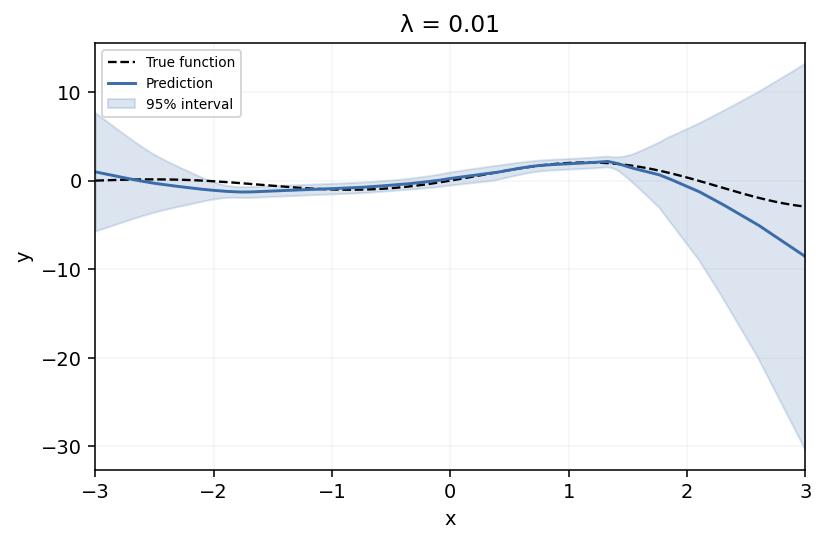 λ = 0.01
True function
Prediction
95% interval
10
0
−10
−20
−30
y
−3
−2
−1
0
1
2
3
x